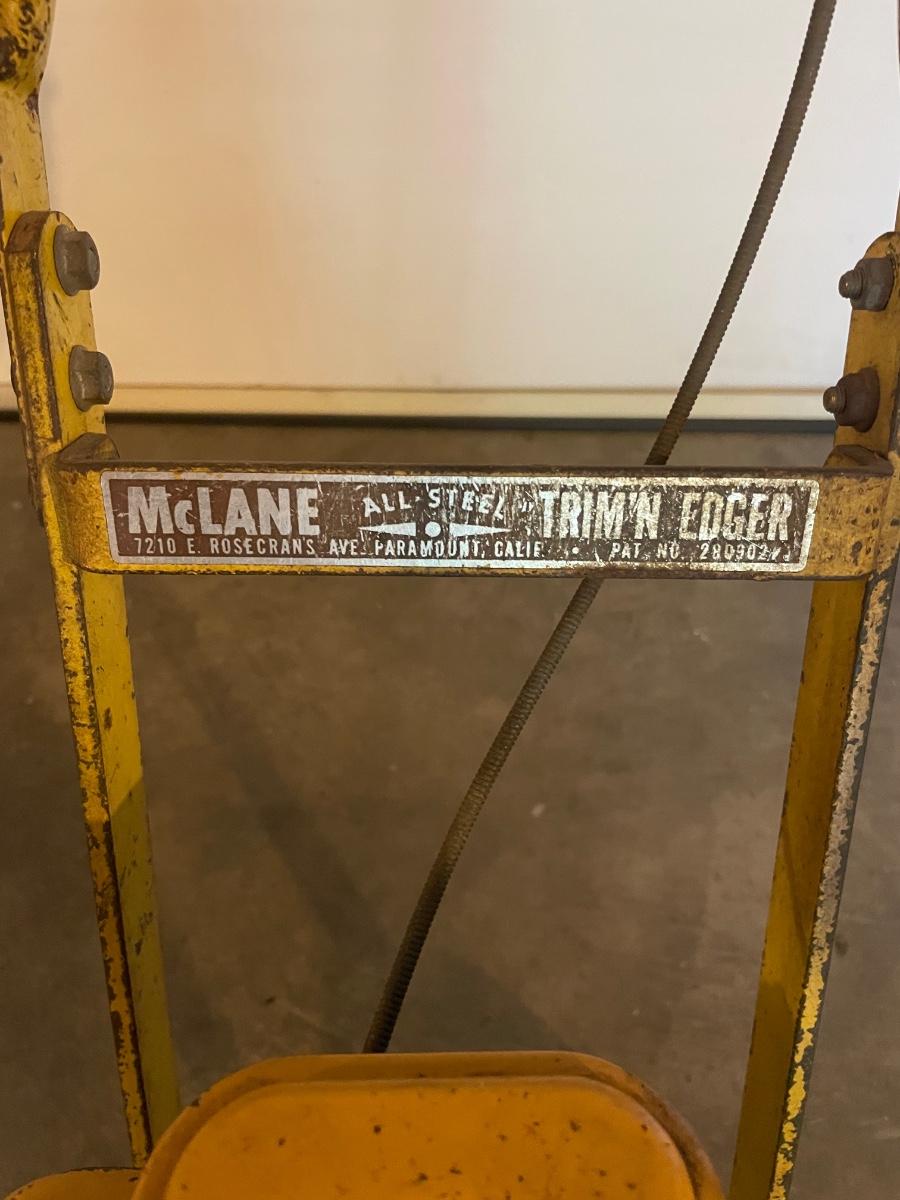 McLANE ALL-STEEL "TRIM'N EDGER
7210 E. ROSECRANS AVE. PARAMOUNT, CALIF. • PAT. NO.